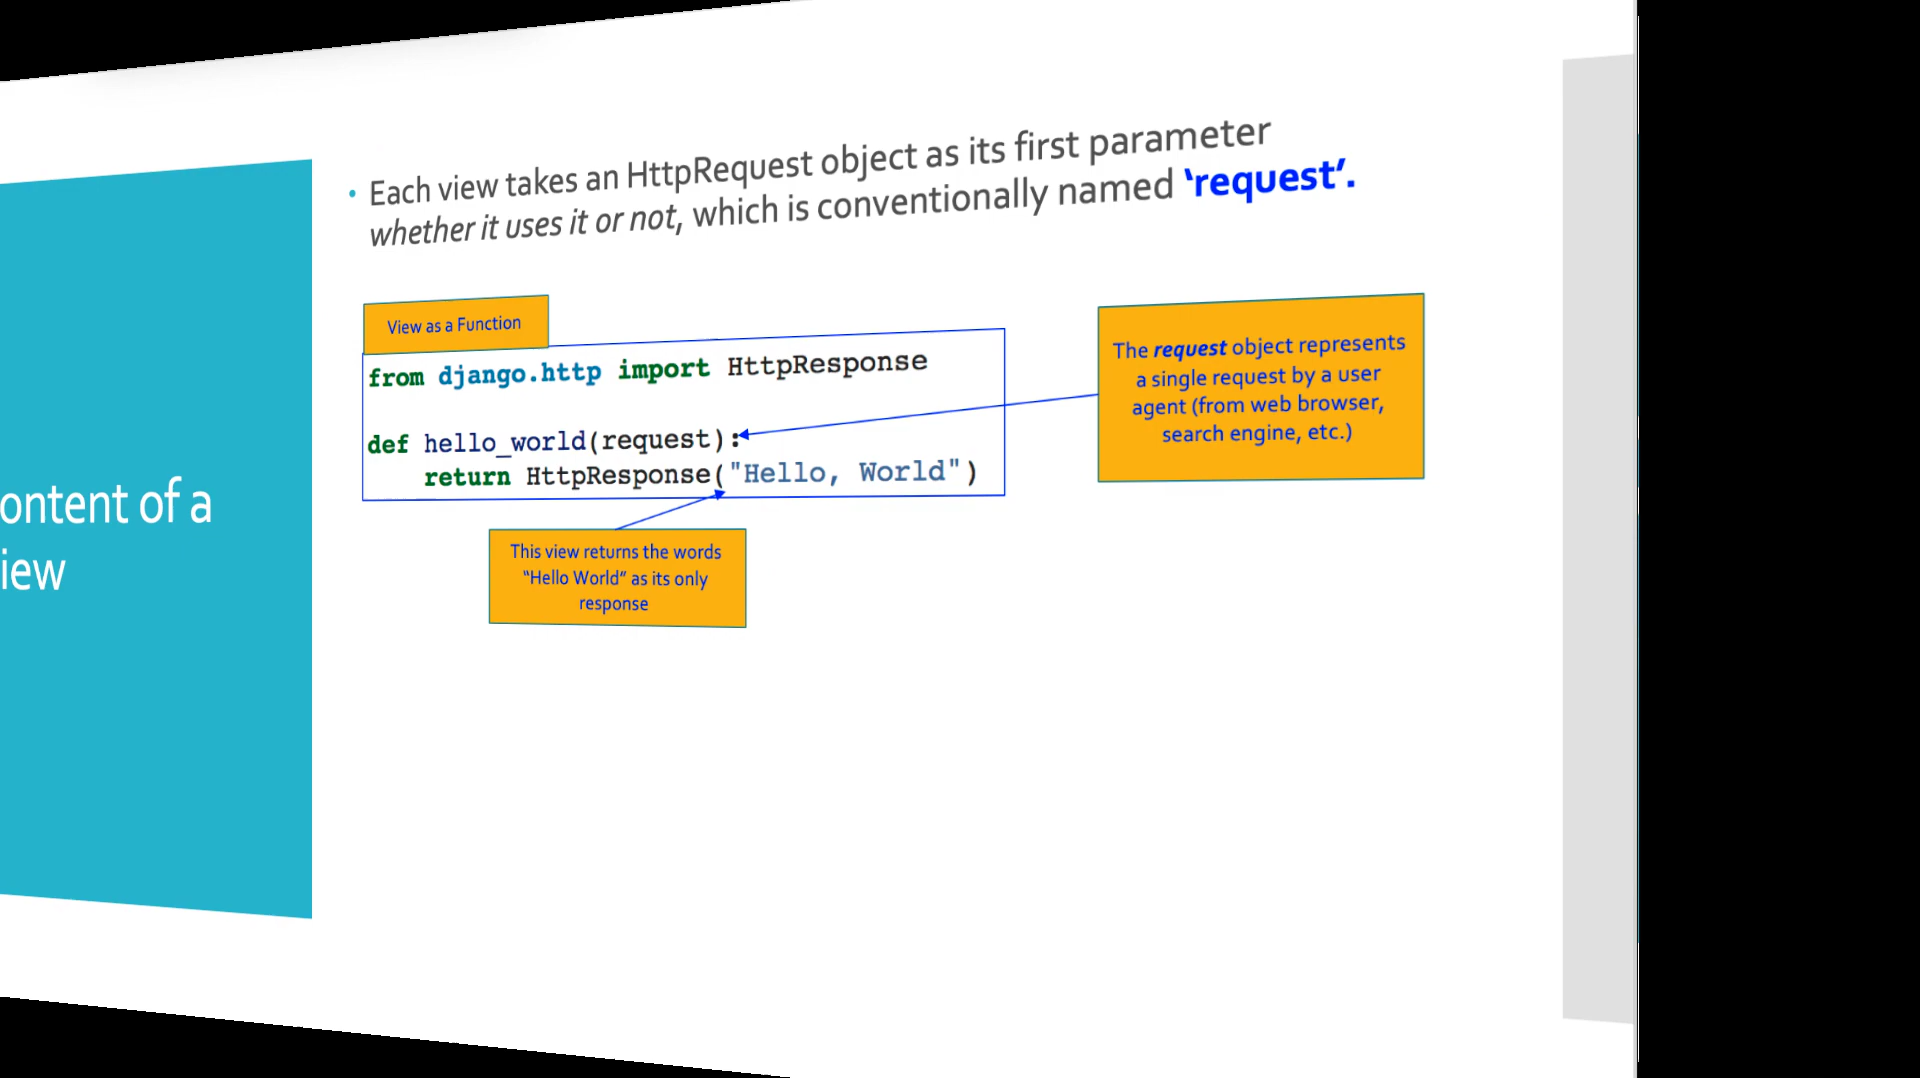 ontent of a
iew
• Each view takes an HttpRequest object as its first parameter
whether it uses it or not, which is conventionally named ‘request’.
View as a Function
from django.http import HttpResponse
def hello_world(request):
    return HttpResponse("Hello, World")
The request object represents
a single request by a user
agent (from web browser,
search engine, etc.)
This view returns the words
“Hello World” as its only
response